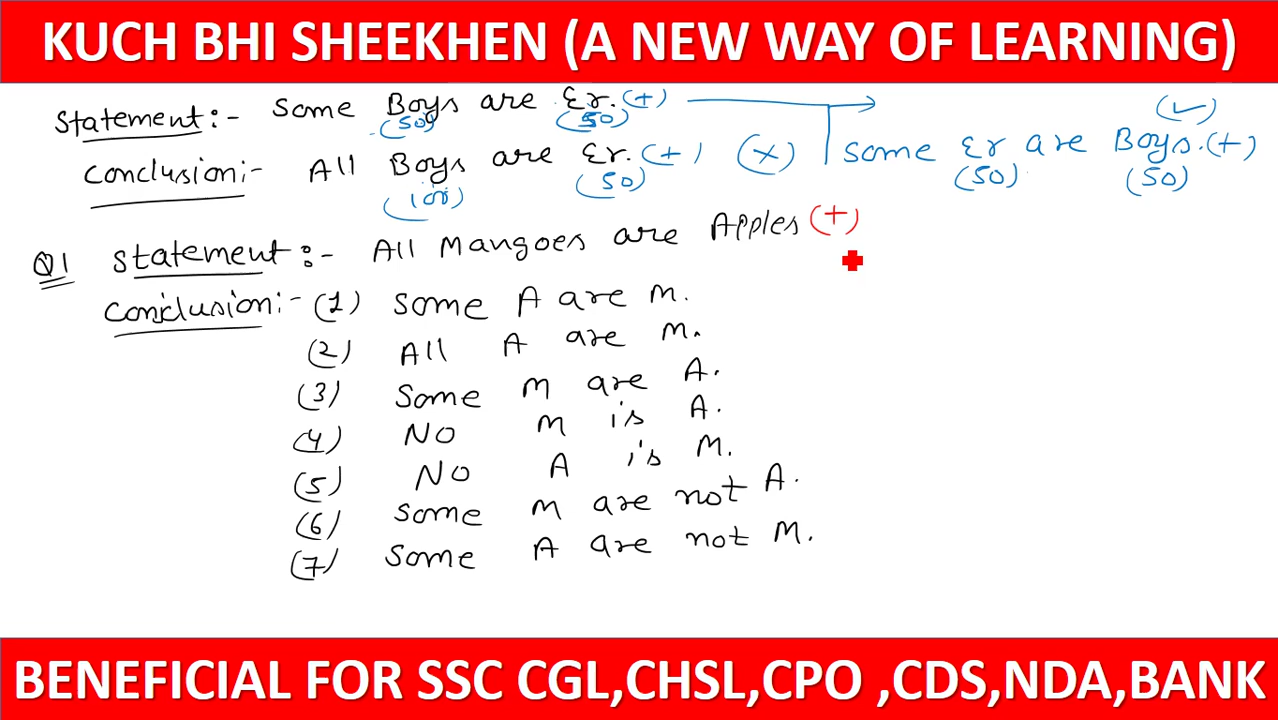 KUCH BHI SHEEKHEN (A NEW WAY OF LEARNING)
Statement:- Some Boys are Er. (+)
(50) (50)
Conclusion:- All Boys are Er. (+) (×)
(100) (50)
(✓)
Some Er are Boys. (+)
(50) (50)
Q1 Statement:- All Mangoes are Apples (+)
Conclusion:- (1) Some A are M.
(2) All A are M.
(3) Some M are A.
(4) NO M is A.
(5) NO A is M.
(6) Some M are not A.
(7) Some A are not M.
BENEFICIAL FOR SSC CGL,CHSL,CPO ,CDS,NDA,BANK